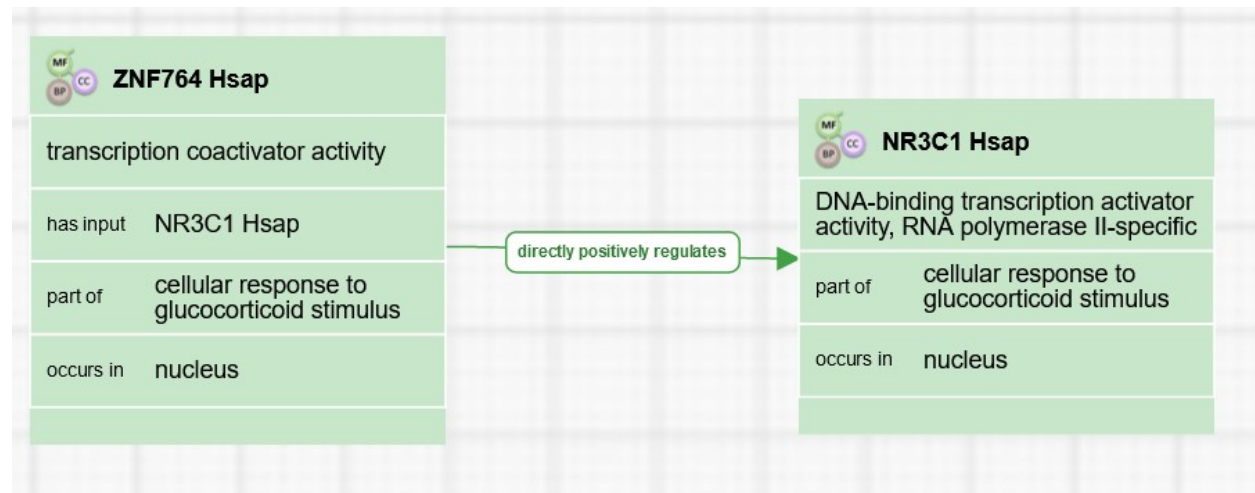 MF
CC
BP
ZNF764 Hsap
transcription coactivator activity
has input NR3C1 Hsap
part of cellular response to
glucocorticoid stimulus
occurs in nucleus
directly positively regulates
MF
CC
BP
NR3C1 Hsap
DNA-binding transcription activator
activity, RNA polymerase II-specific
part of cellular response to
glucocorticoid stimulus
occurs in nucleus